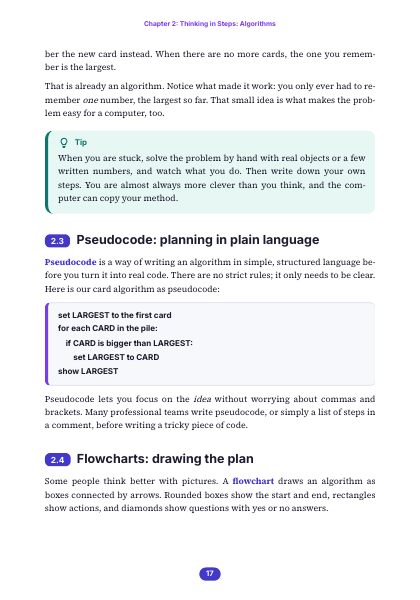 Chapter 2: Thinking in Steps: Algorithms
ber the new card instead. When there are no more cards, the one you remem-
ber is the largest.
That is already an algorithm. Notice what made it work: you only ever had to re-
member one number, the largest so far. That small idea is what makes the prob-
lem easy for a computer, too.
Tip
When you are stuck, solve the problem by hand with real objects or a few
written numbers, and watch what you do. Then write down your own
steps. You are almost always more clever than you think, and the com-
puter can copy your method.
2.3 Pseudocode: planning in plain language
Pseudocode is a way of writing an algorithm in simple, structured language be-
fore you turn it into real code. There are no strict rules; it only needs to be clear.
Here is our card algorithm as pseudocode:
set LARGEST to the first card
for each CARD in the pile:
if CARD is bigger than LARGEST:
set LARGEST to CARD
show LARGEST
Pseudocode lets you focus on the idea without worrying about commas and
brackets. Many professional teams write pseudocode, or simply a list of steps in
a comment, before writing a tricky piece of code.
2.4 Flowcharts: drawing the plan
Some people think better with pictures. A flowchart draws an algorithm as
boxes connected by arrows. Rounded boxes show the start and end, rectangles
show actions, and diamonds show questions with yes or no answers.
17